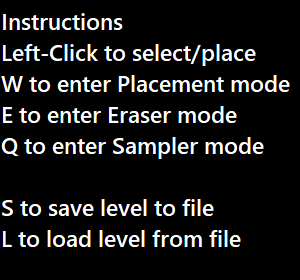 Instructions
Left-Click to select/place
W to enter Placement mode
E to enter Eraser mode
Q to enter Sampler mode
S to save level to file
L to load level from file